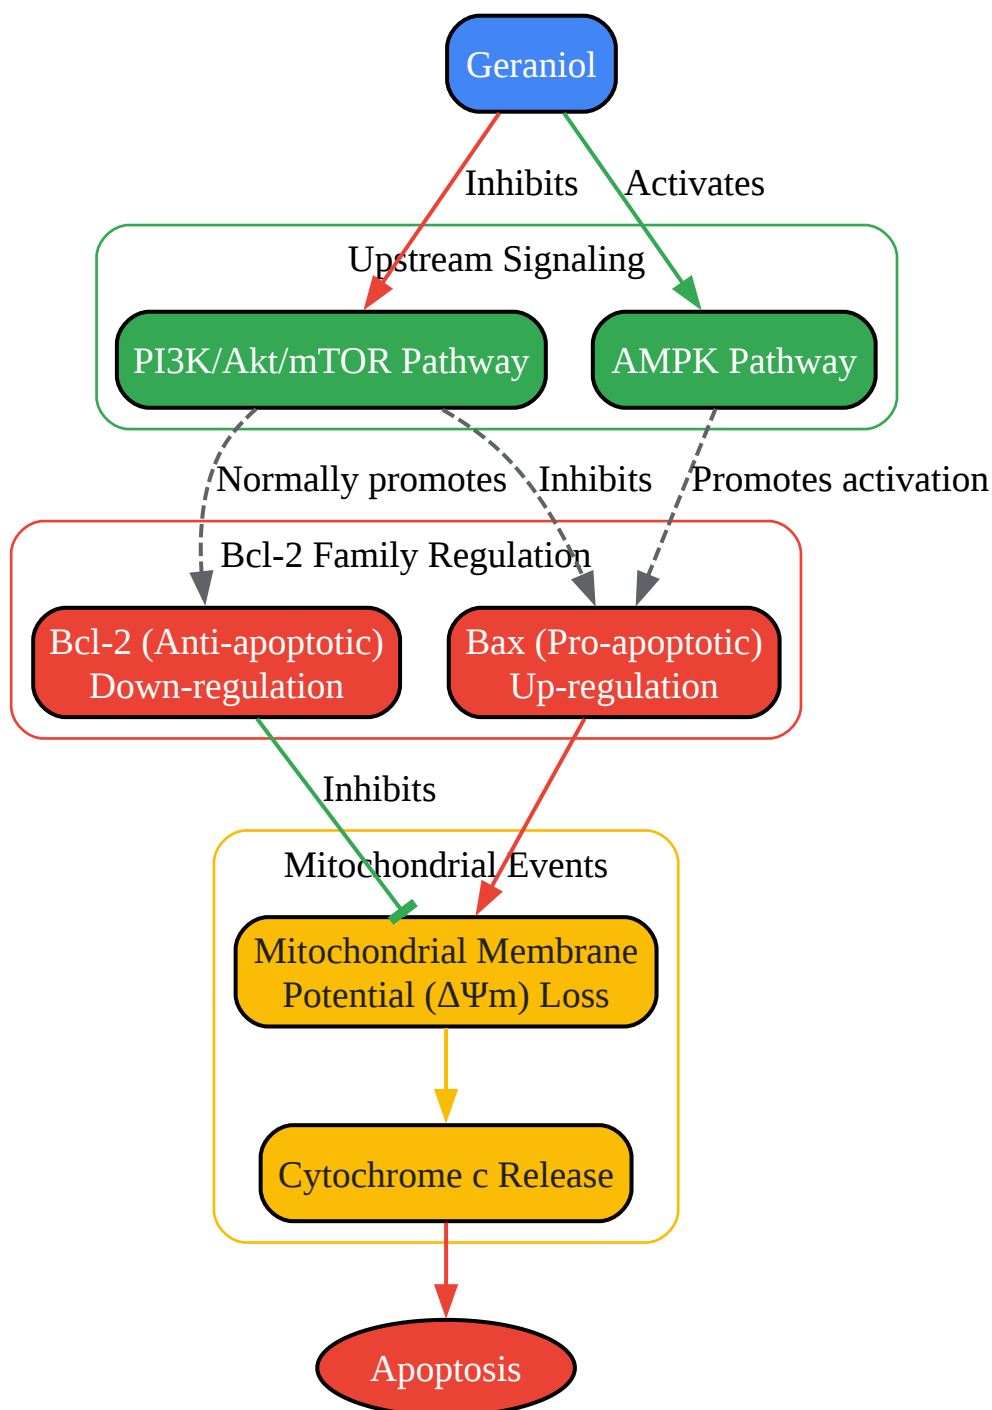 Geraniol
Inhibits
Activates
Upstream Signaling
PI3K/Akt/mTOR Pathway
AMPK Pathway
Normally promotes
Inhibits
Promotes activation
Bcl-2 Family Regulation
Bcl-2 (Anti-apoptotic)
Down-regulation
Bax (Pro-apoptotic)
Up-regulation
Inhibits
Mitochondrial Events
Mitochondrial Membrane
Potential (ΔΨm) Loss
Cytochrome c Release
Apoptosis